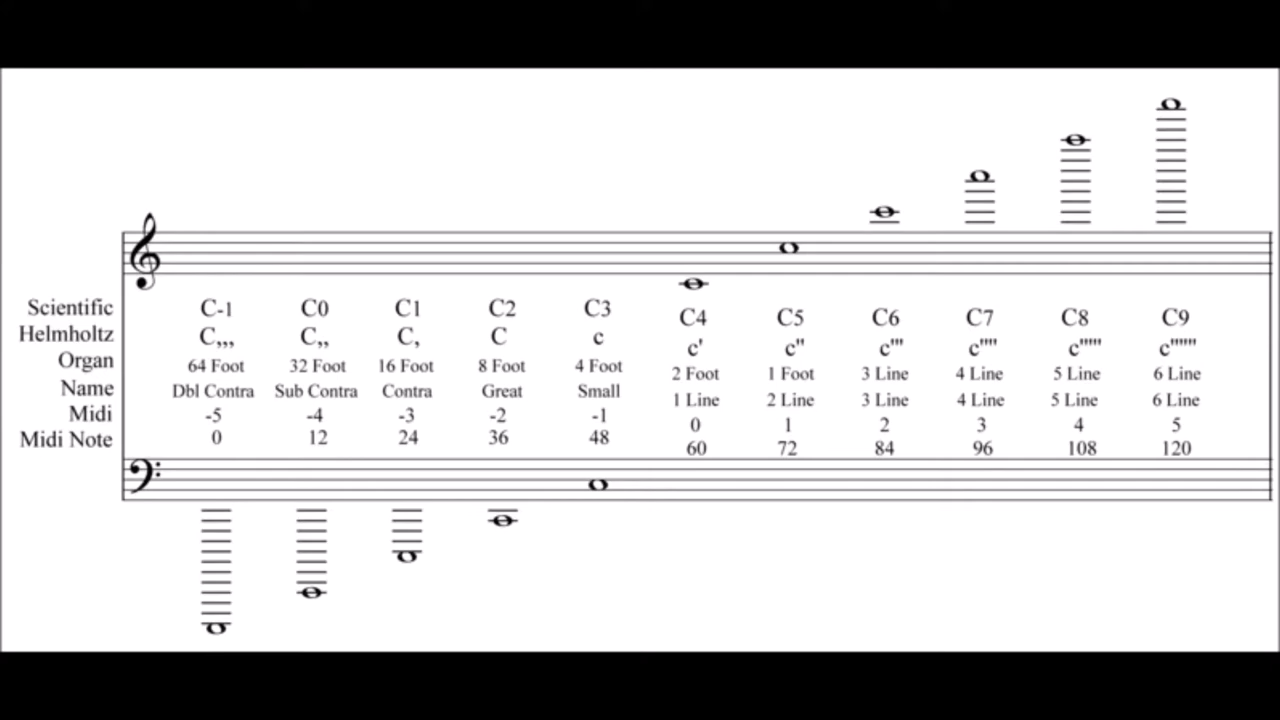 Scientific C-1 C0 C1 C2 C3 C4 C5 C6 C7 C8 C9
Helmholtz C,,, C,, C, C c c' c'' c''' c'''' c''''' c''''''
Organ 64 Foot 32 Foot 16 Foot 8 Foot 4 Foot 2 Foot 1 Foot 3 Line 4 Line 5 Line 6 Line
Name Dbl Contra Sub Contra Contra Great Small 1 Line 2 Line 3 Line 4 Line 5 Line 6 Line
Midi -5 -4 -3 -2 -1 0 1 2 3 4 5
Midi Note 0 12 24 36 48 60 72 84 96 108 120